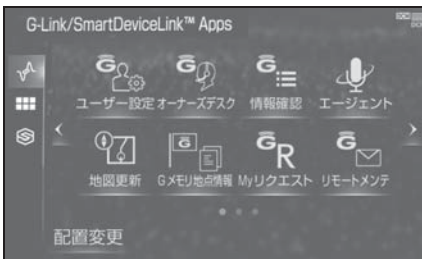 G-Link/SmartDeviceLink™ Apps
ユーザー設定 オーナーズデスク 情報確認 エージェント
地図更新 Gメモリ地点情報 Myリクエスト リモートメンテ
配置変更